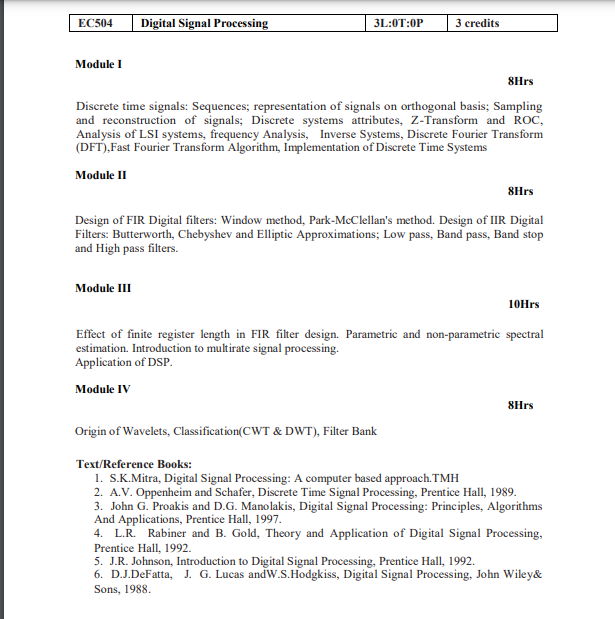 EC504 Digital Signal Processing 3L:0T:0P 3 credits
Module I
8Hrs
Discrete time signals: Sequences; representation of signals on orthogonal basis; Sampling
and reconstruction of signals; Discrete systems attributes, Z-Transform and ROC,
Analysis of LSI systems, frequency Analysis, Inverse Systems, Discrete Fourier Transform
(DFT),Fast Fourier Transform Algorithm, Implementation of Discrete Time Systems
Module II
8Hrs
Design of FIR Digital filters: Window method, Park-McClellan's method. Design of IIR Digital
Filters: Butterworth, Chebyshev and Elliptic Approximations; Low pass, Band pass, Band stop
and High pass filters.
Module III
10Hrs
Effect of finite register length in FIR filter design. Parametric and non-parametric spectral
estimation. Introduction to multirate signal processing.
Application of DSP.
Module IV
8Hrs
Origin of Wavelets, Classification(CWT & DWT), Filter Bank
Text/Reference Books:
1. S.K.Mitra, Digital Signal Processing: A computer based approach.TMH
2. A.V. Oppenheim and Schafer, Discrete Time Signal Processing, Prentice Hall, 1989.
3. John G. Proakis and D.G. Manolakis, Digital Signal Processing: Principles, Algorithms
And Applications, Prentice Hall, 1997.
4. L.R. Rabiner and B. Gold, Theory and Application of Digital Signal Processing,
Prentice Hall, 1992.
5. J.R. Johnson, Introduction to Digital Signal Processing, Prentice Hall, 1992.
6. D.J.DeFatta, J. G. Lucas andW.S.Hodgkiss, Digital Signal Processing, John Wiley&
Sons, 1988.